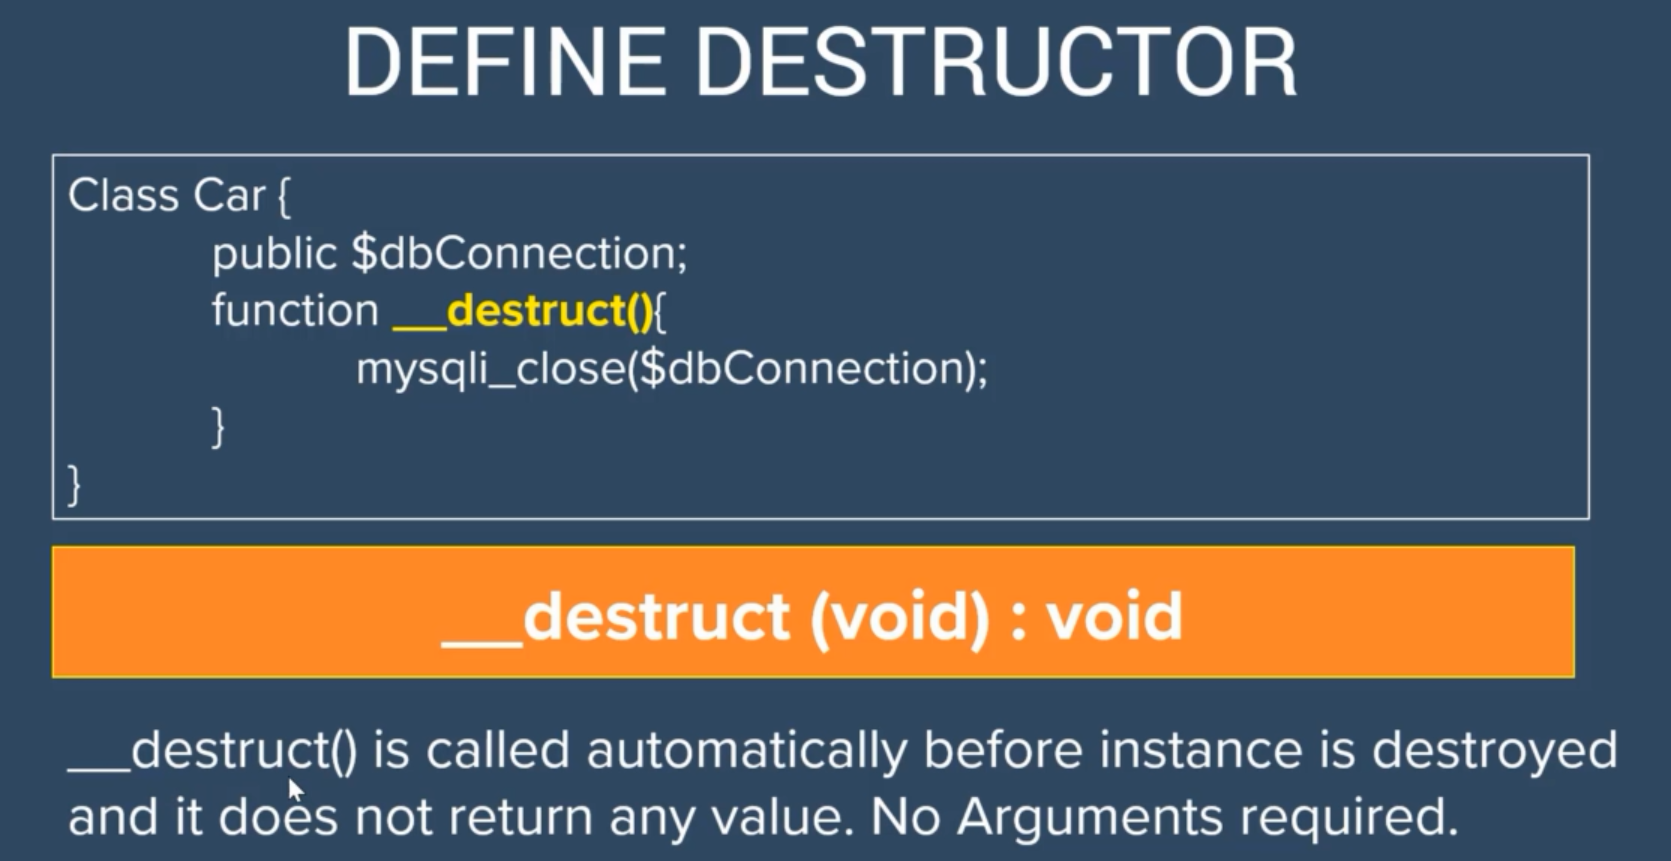 DEFINE DESTRUCTOR
Class Car {
public $dbConnection;
function __destruct(){
mysqli_close($dbConnection);
}
}
__destruct (void) : void
__destruct() is called automatically before instance is destroyed
and it does not return any value. No Arguments required.